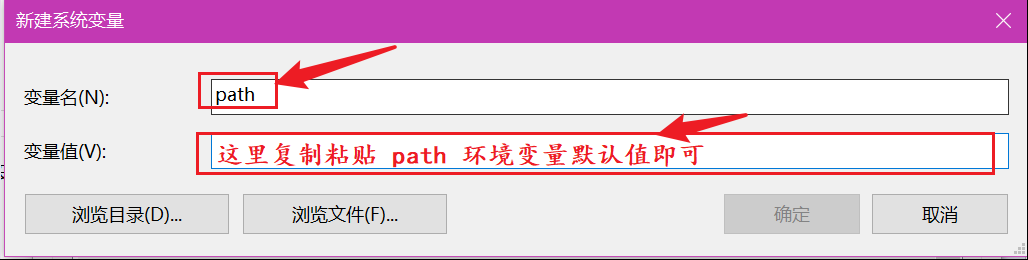 新建系统变量
变量名(N):
path
变量值(V):
这里复制粘贴 path 环境变量默认值即可
浏览目录(D)...
浏览文件(F)...
确定
取消